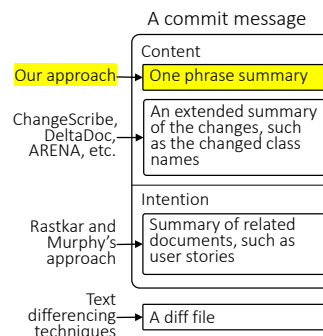 A commit message
Content
Our approach
One phrase summary
ChangeScribe,
DeltaDoc,
ARENA, etc.
An extended summary
of the changes, such
as the changed class
names
Intention
Rastkar and
Murphy's
approach
Summary of related
documents, such as
user stories
Text
differencing
techniques
A diff file